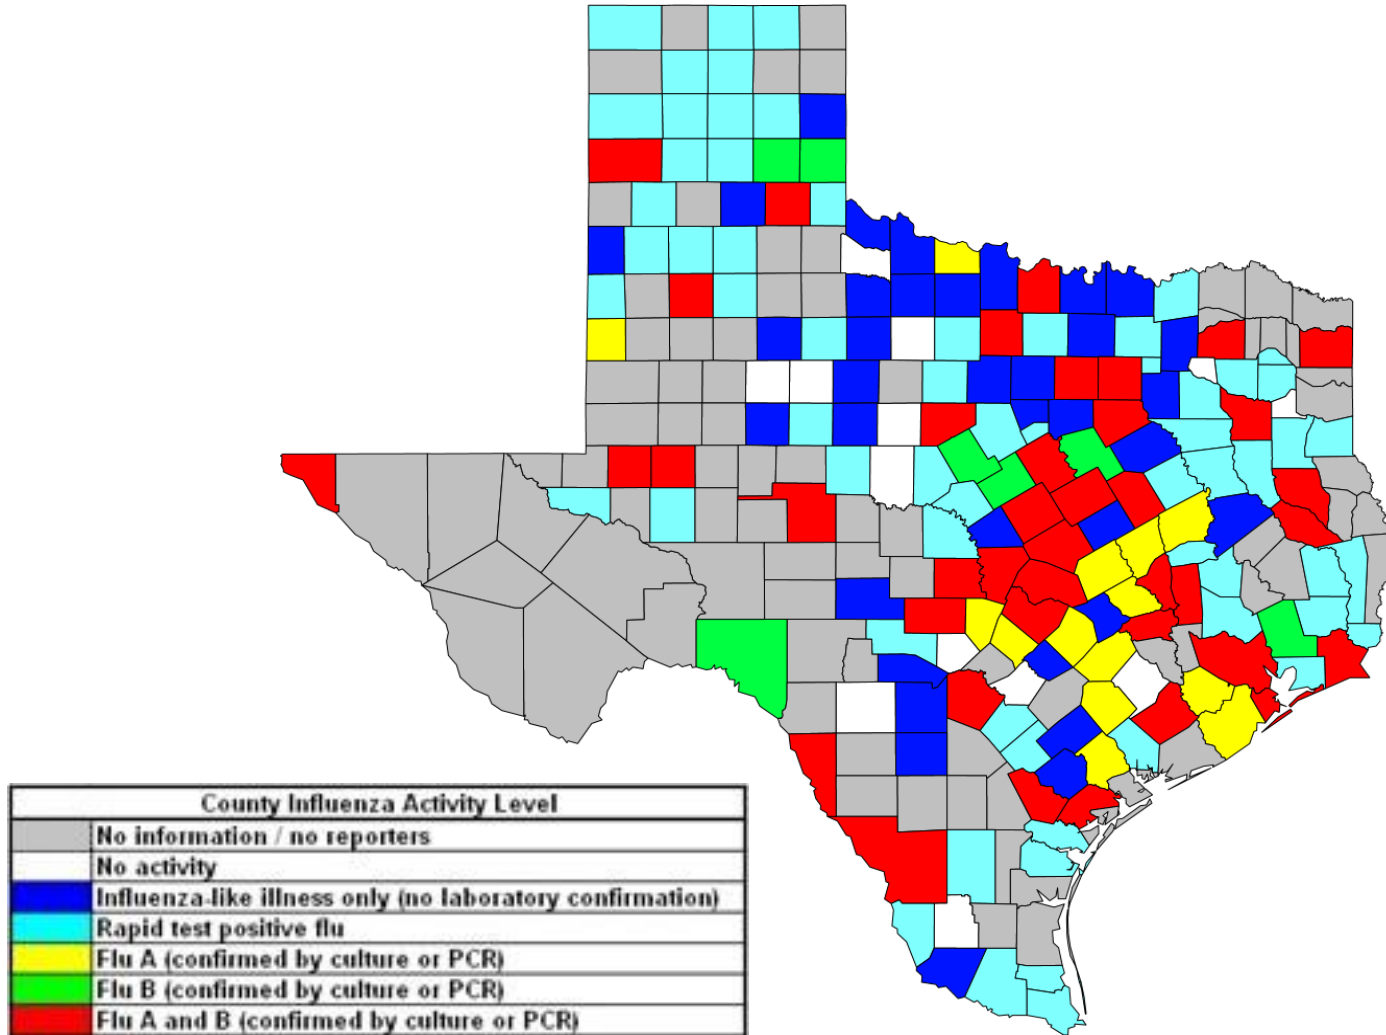 County Influenza Activity Level
No information / no reporters
No activity
Influenza-like illness only (no laboratory confirmation)
Rapid test positive flu
Flu A (confirmed by culture or PCR)
Flu B (confirmed by culture or PCR)
Flu A and B (confirmed by culture or PCR)